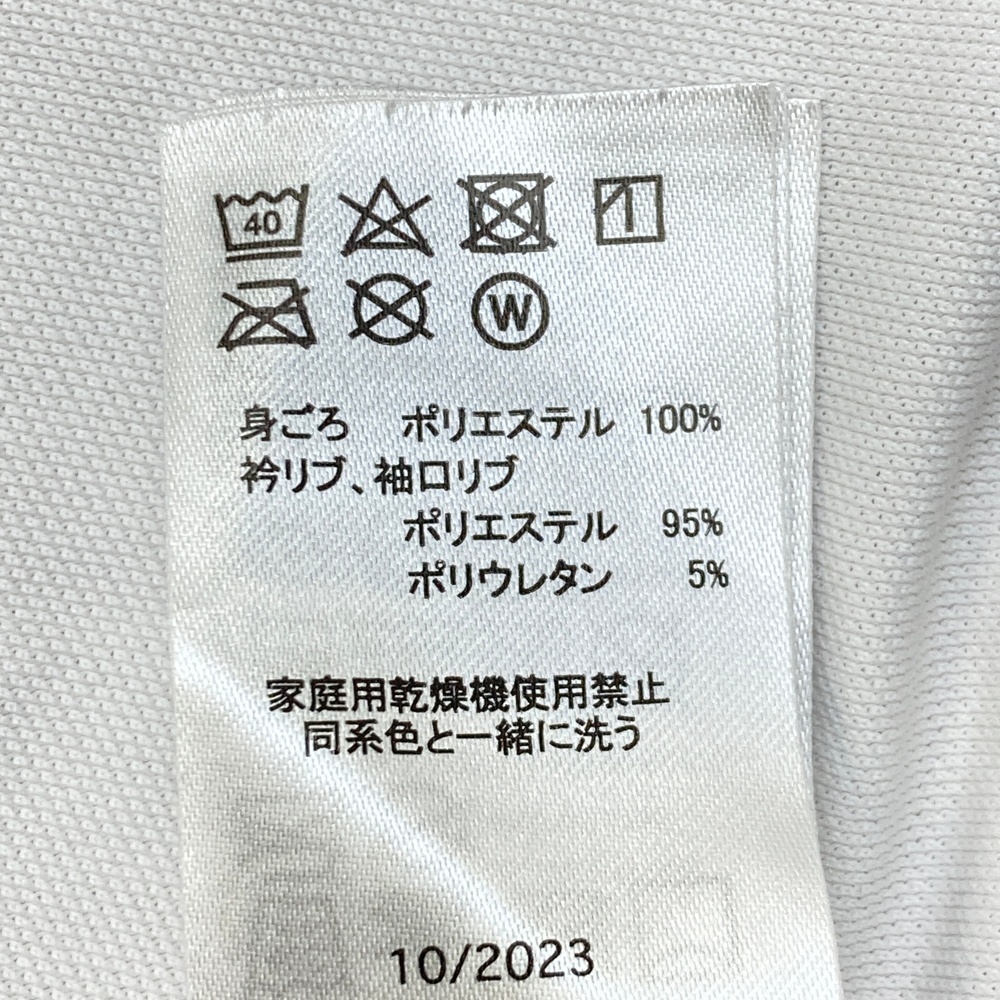 40
W
身ごろ ポリエステル 100%
衿リブ、袖口リブ
ポリエステル 95%
ポリウレタン 5%
家庭用乾燥機使用禁止
同系色と一緒に洗う
10/2023